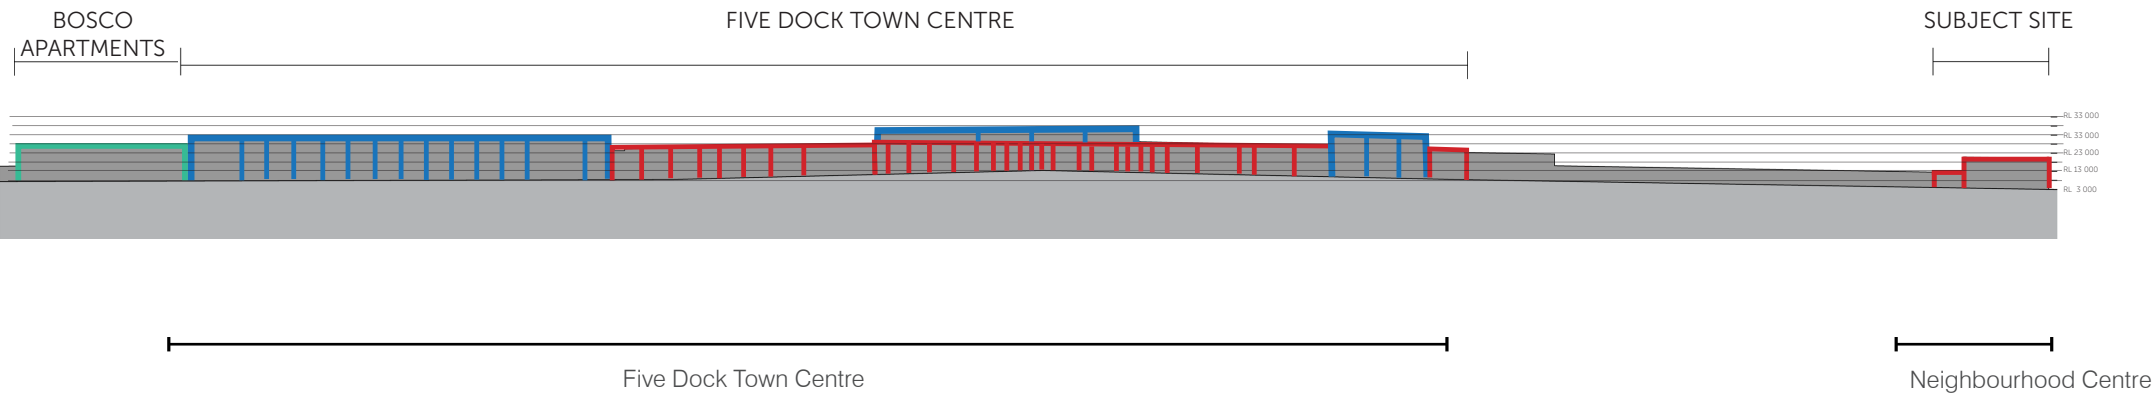 BOSCO
APARTMENTS
FIVE DOCK TOWN CENTRE
SUBJECT SITE
RL 33 000
RL 33 000
RL 23 000
RL 13 000
RL 3 000
Five Dock Town Centre
Neighbourhood Centre